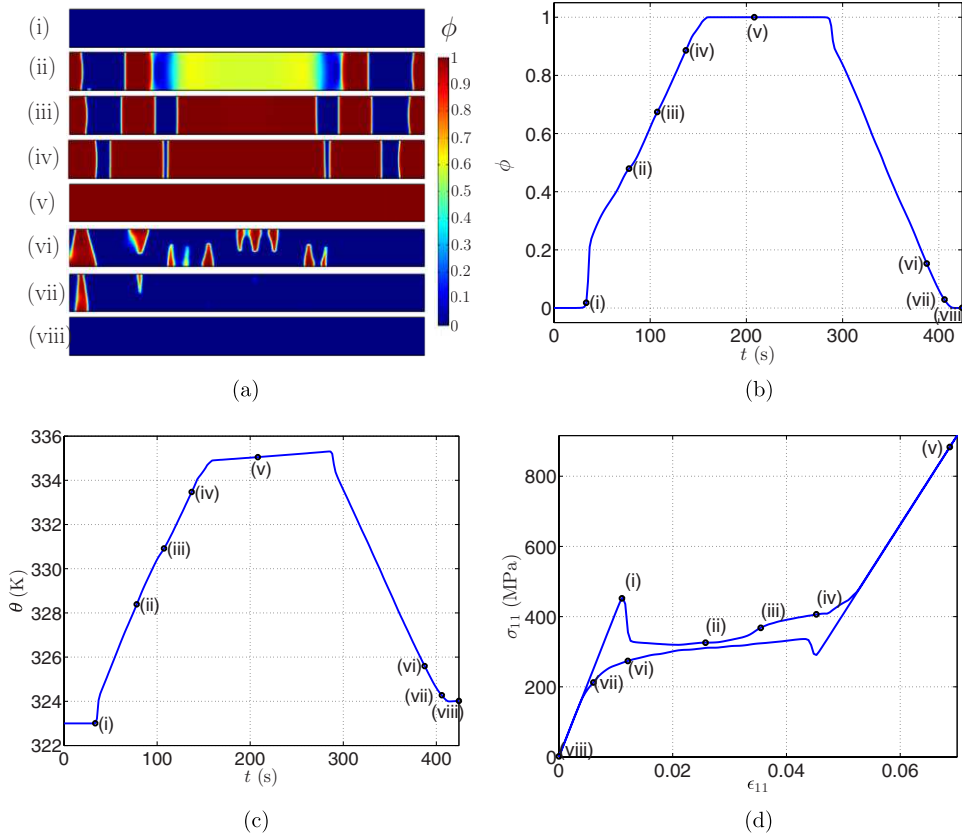 (i)
(ii)
(iii)
(iv)
(v)
(vi)
(vii)
(viii)
ϕ
1
0.9
0.8
0.7
0.6
0.5
0.4
0.3
0.2
0.1
0
(a)
1
0.8
0.6
0.4
0.2
0
ϕ
(i)
(ii)
(iii)
(iv)
(v)
(vi)
(vii)
(viii)
0 100 200 300 400
t (s)
(b)
336
334
331
330
328
326
324
322
θ (K)
(i)
(ii)
(iii)
(iv)
(v)
(vi)
(vii)
(viii)
0 100 200 300 400
t (s)
(c)
800
600
400
200
0
σ11 (MPa)
(i)
(ii)
(iii)
(iv)
(v)
(vi)
(vii)
(viii)
0 0.02 0.04 0.06
ϵ11
(d)